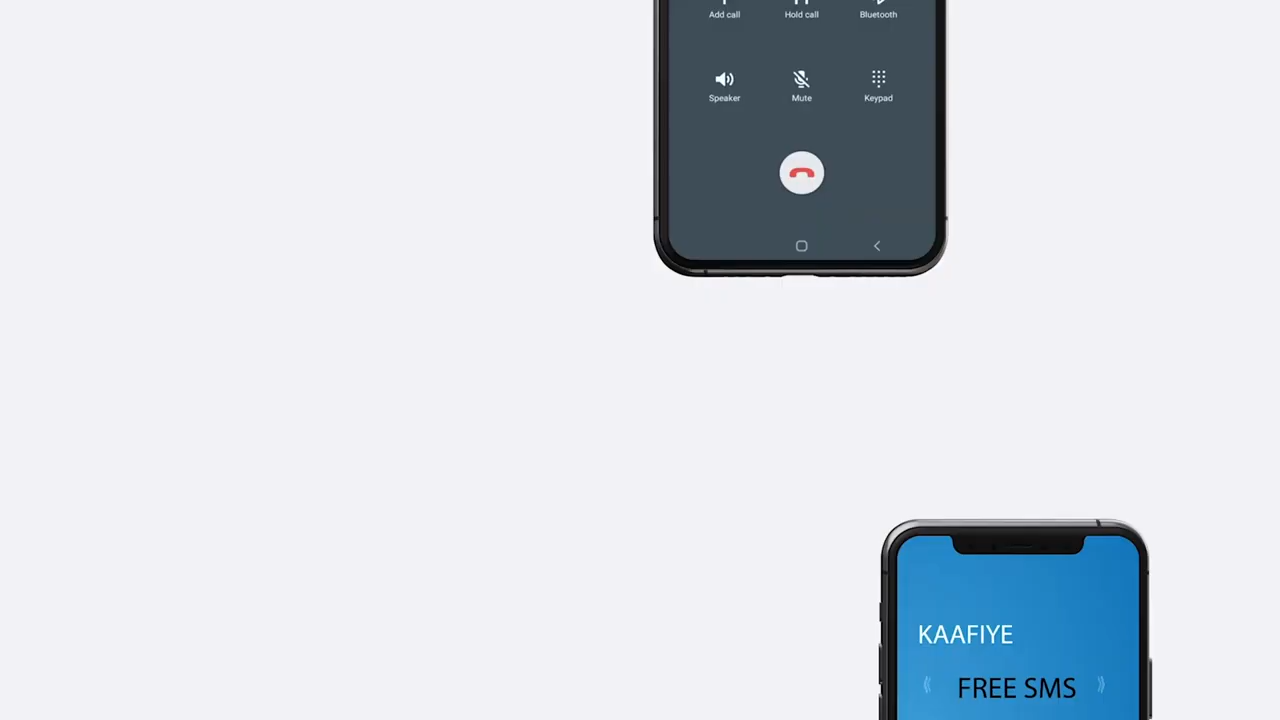 Add call Hold call Bluetooth
Speaker Mute Keypad
KAAFIYE
FREE SMS